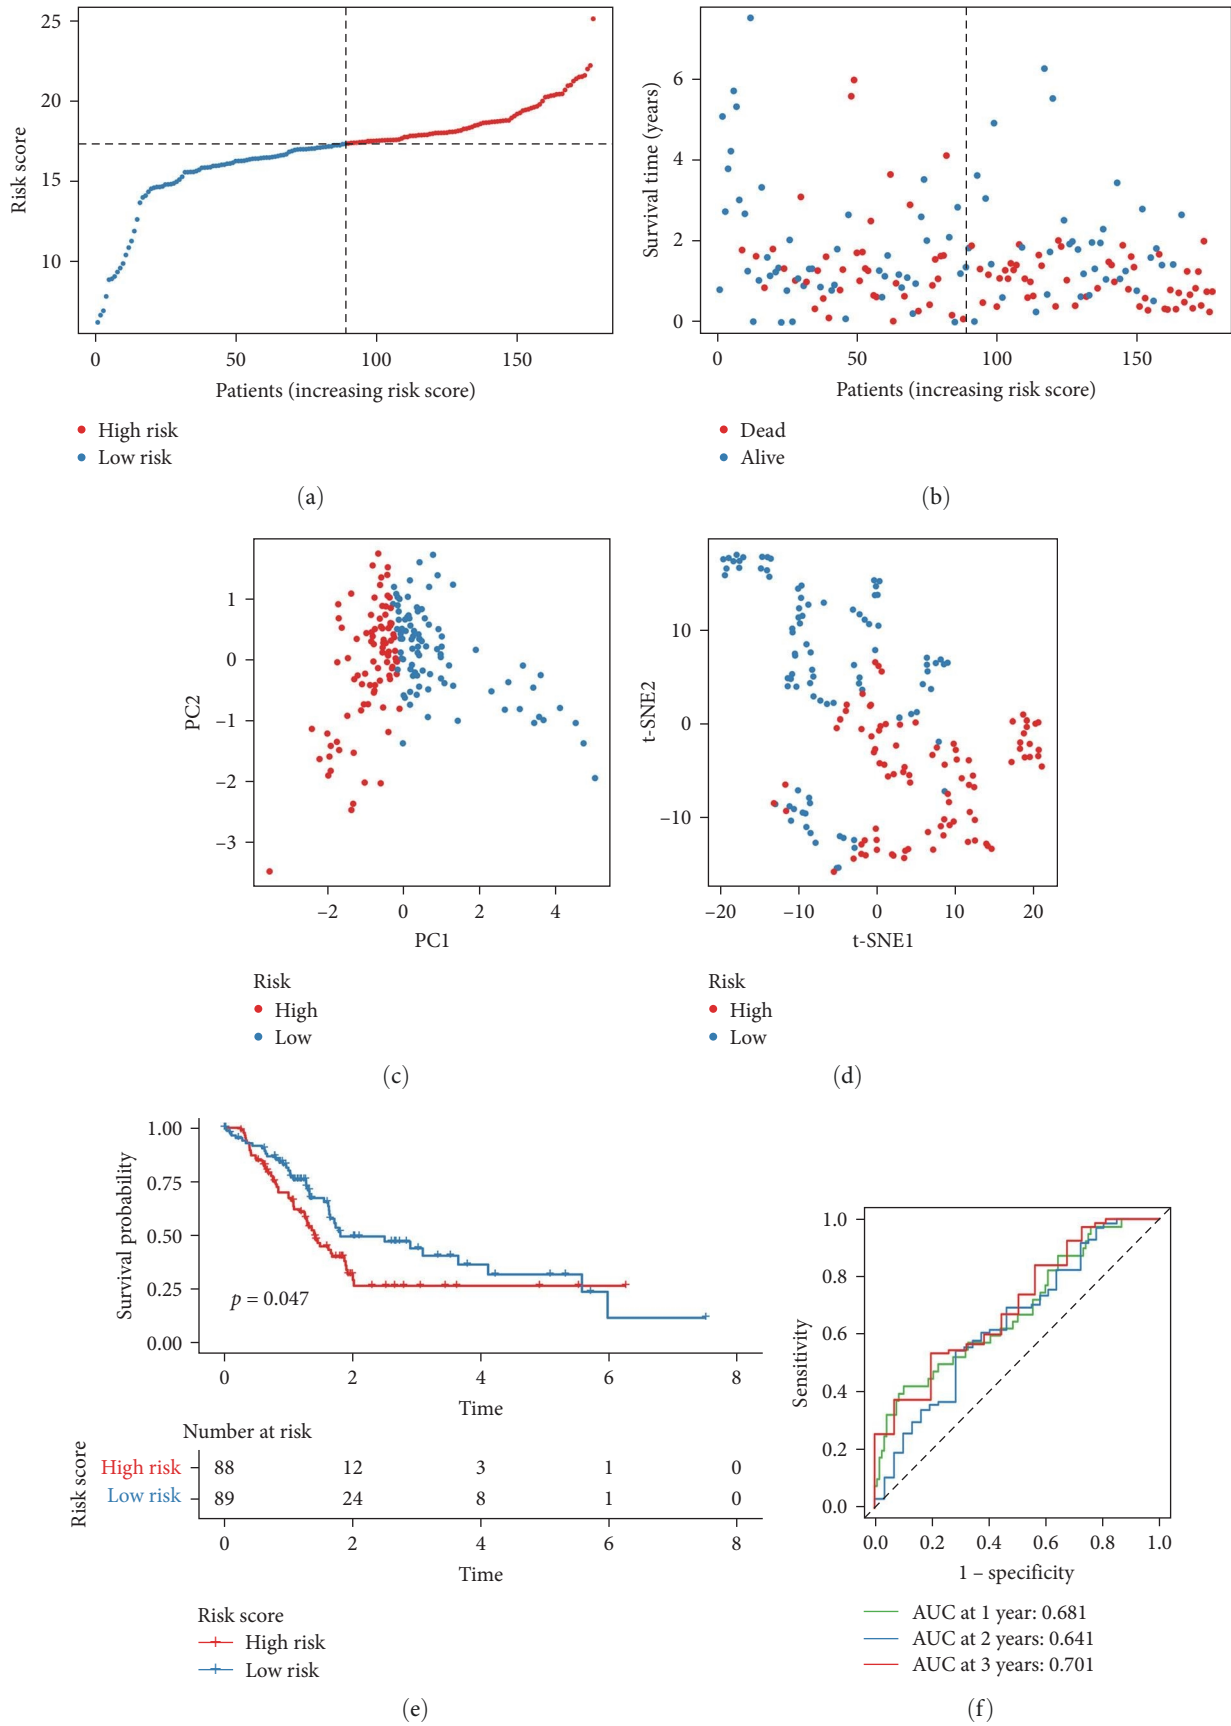 25
20
15
10
Risk score
0
50
100
150
Patients (increasing risk score)
High risk
Low risk
(a)
6
4
2
0
Survival time (years)
0
50
100
150
Patients (increasing risk score)
Dead
Alive
(b)
1
0
−1
−2
−3
PC2
−2
0
2
4
PC1
Risk
High
Low
(c)
10
0
−10
t-SNE2
−20
−10
0
10
20
t-SNE1
Risk
High
Low
(d)
1.00
0.75
0.50
0.25
0.00
Survival probability
p = 0.047
0
2
4
6
8
Time
Number at risk
Risk score
High risk 88 12 3 1 0
Low risk 89 24 8 1 0
0
2
4
6
8
Time
Risk score
High risk
Low risk
(e)
1.0
0.8
0.6
0.4
0.2
0.0
Sensitivity
0.0
0.2
0.4
0.6
0.8
1.0
1 – specificity
AUC at 1 year: 0.681
AUC at 2 years: 0.641
AUC at 3 years: 0.701
(f)